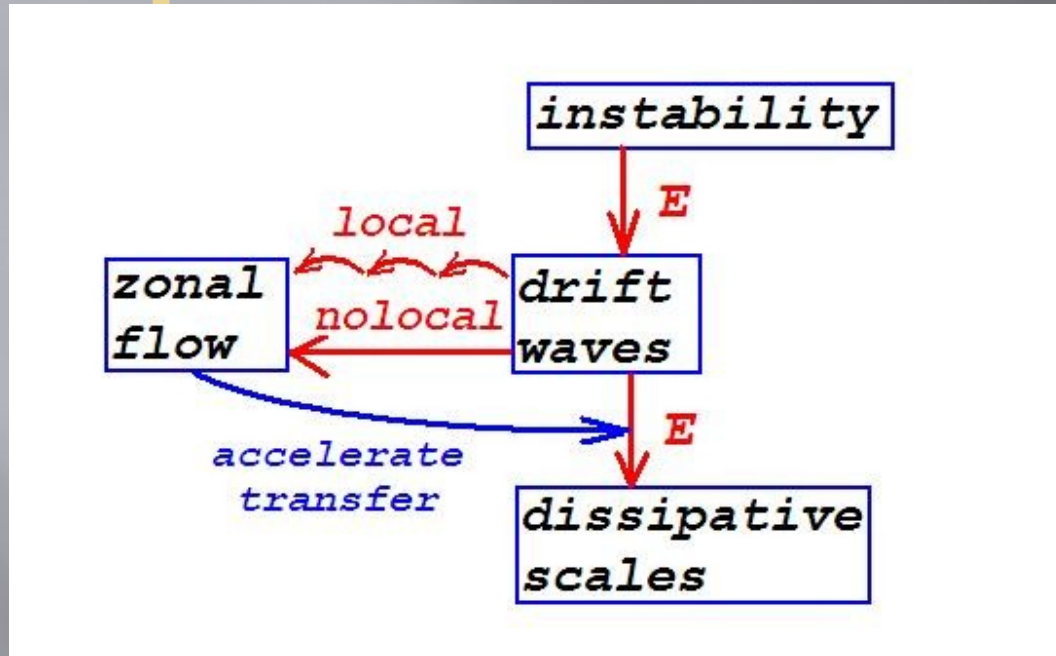 instability
E
local
zonal
flow
nolocal
drift
waves
E
accelerate
transfer
dissipative
scales